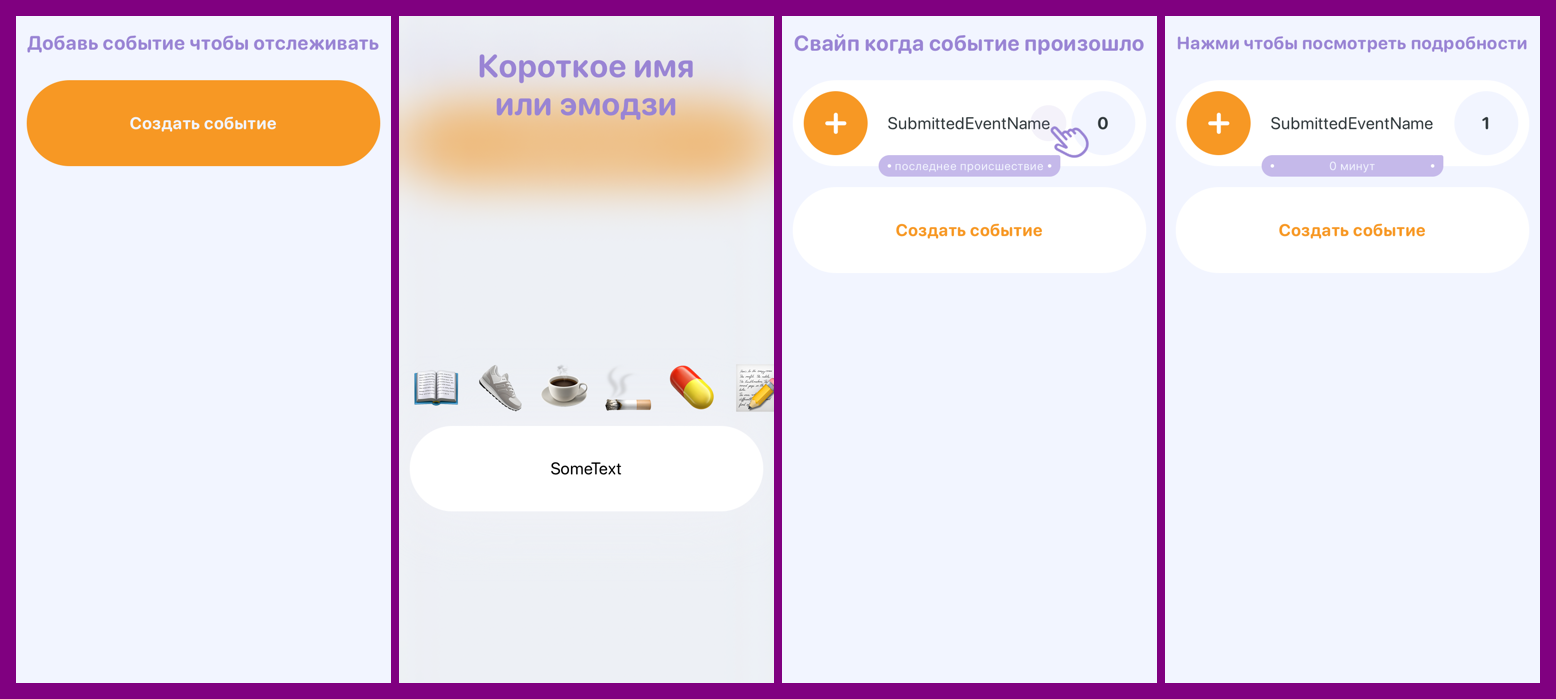 Добавь событие чтобы отслеживать
Создать событие
Короткое имя
или эмодзи
SomeText
Свайп когда событие произошло
SubmittedEventName
0
• последнее происшествие •
Создать событие
Нажми чтобы посмотреть подробности
SubmittedEventName
1
• 0 минут •
Создать событие